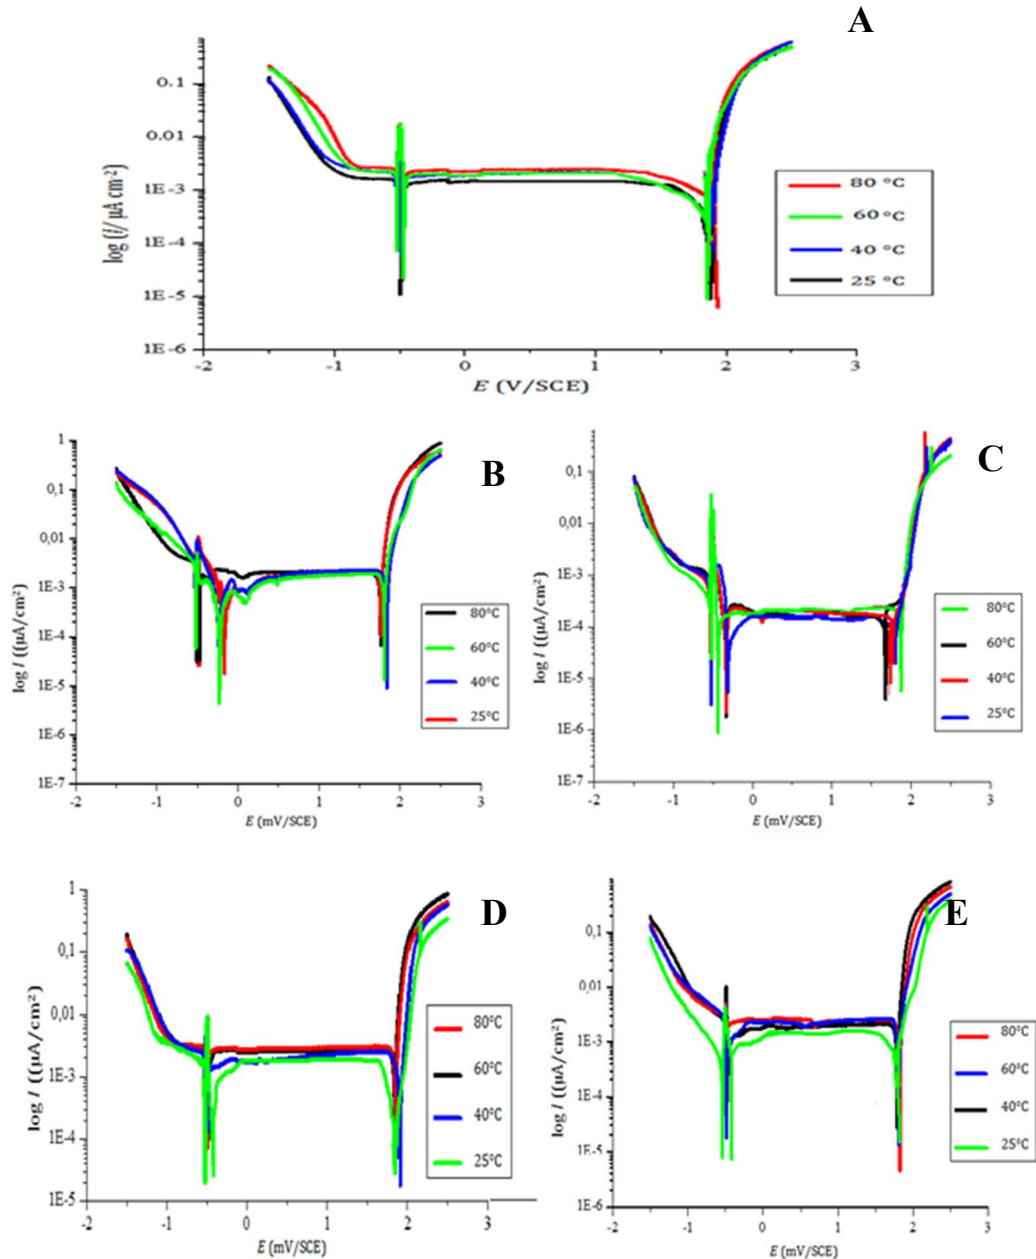 A
0.1
0.01
1E-3
1E-4
1E-5
1E-6
log (i/ µA cm²)
-2
-1
0
1
2
3
E (V/SCE)
80 °C
60 °C
40 °C
25 °C
B
1
0,1
0,01
1E-3
1E-4
1E-5
1E-6
1E-7
log I ((µA/cm²)
-2
-1
0
1
2
3
E (mV/SCE)
80°C
60°C
40°C
25°C
C
0,1
0,01
1E-3
1E-4
1E-5
1E-6
1E-7
log I ((µA/cm²)
-2
-1
0
1
2
3
E (mV/SCE)
80°C
60°C
40°C
25°C
D
1
0,1
0,01
1E-3
1E-4
1E-5
log I ((µA/cm²)
-2
-1
0
1
2
3
E (mV/SCE)
80°C
60°C
40°C
25°C
E
0,1
0,01
1E-3
1E-4
1E-5
1E-6
log I ((µA/cm²)
-2
-1
0
1
2
3
E (mV/SCE)
80°C
60°C
40°C
25°C